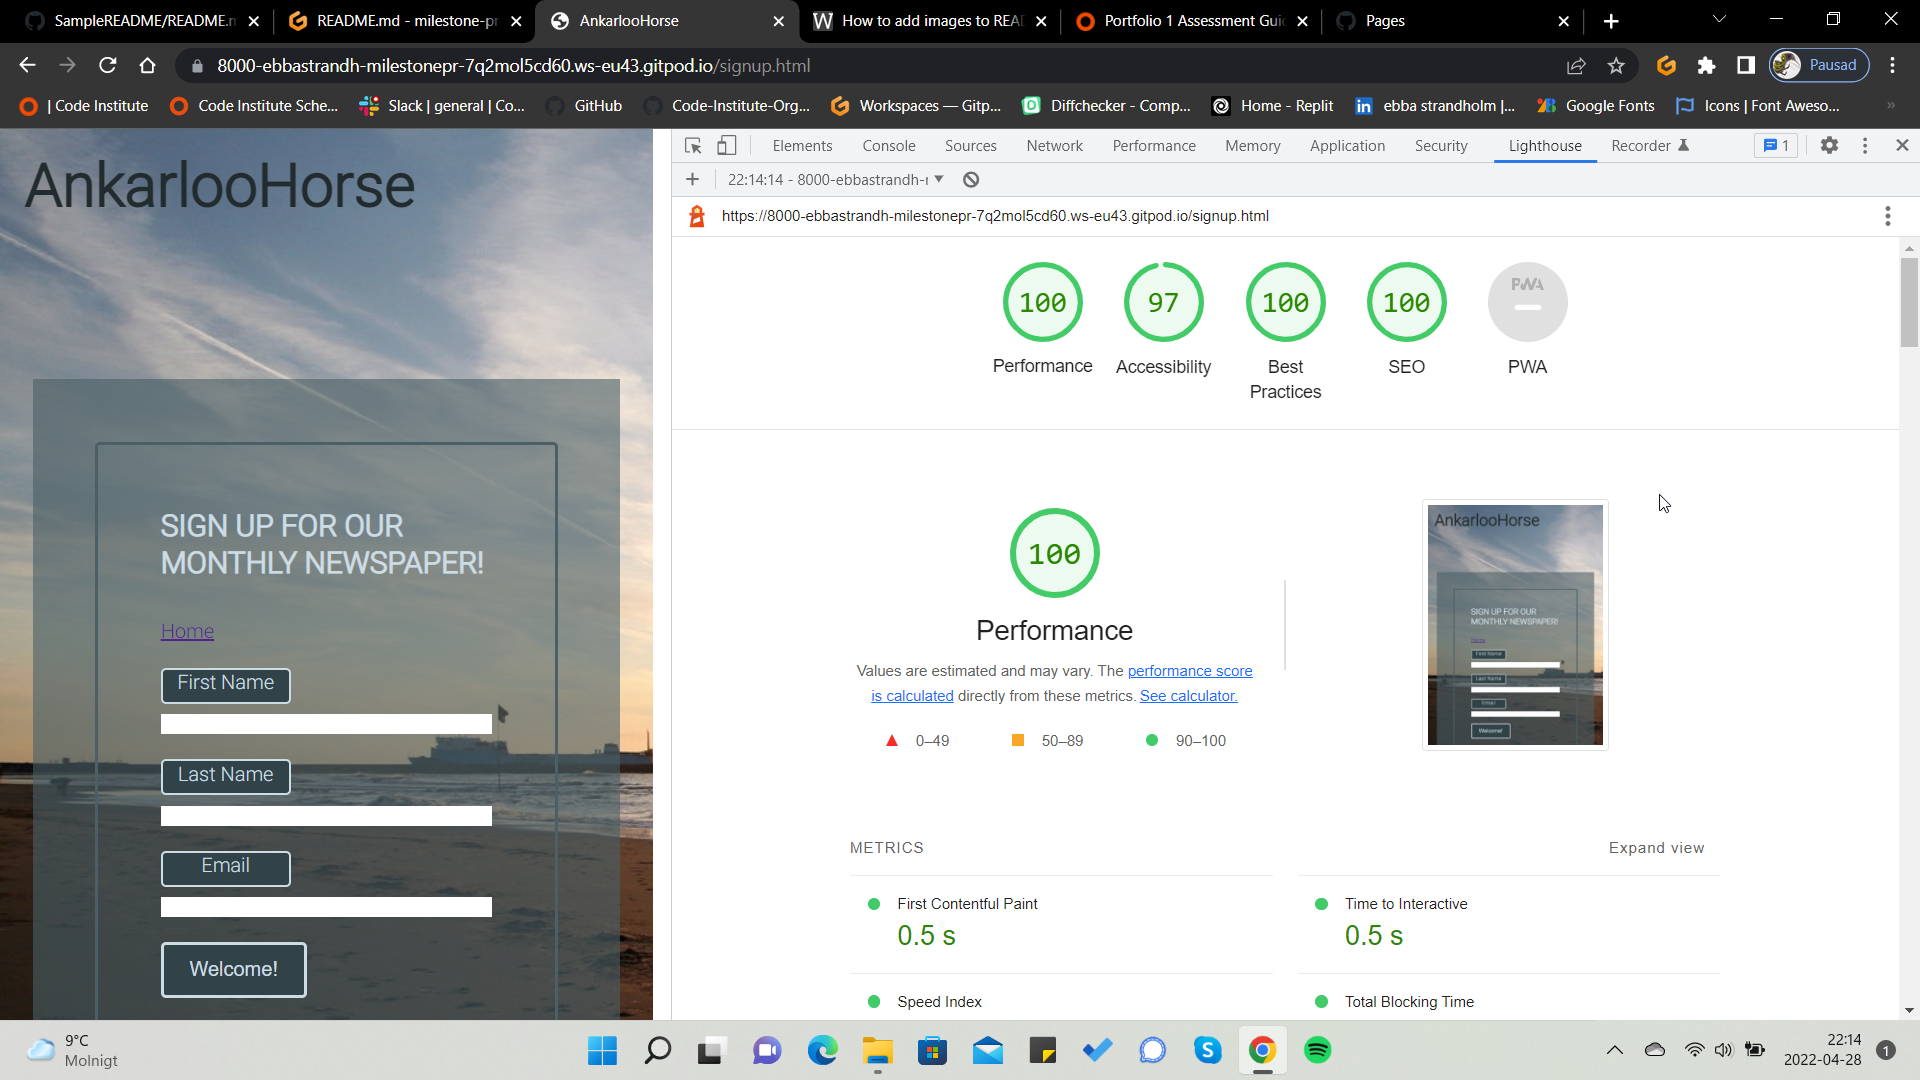 SampleREADME/README.m
README.md - milestone-pr
AnkarlooHorse
How to add images to READ
Portfolio 1 Assessment Guid
Pages
8000-ebbastrandh-milestonepr-7q2mol5cd60.ws-eu43.gitpod.io/signup.html
Pausad
| Code Institute
Code Institute Sche...
Slack | general | Co...
GitHub
Code-Institute-Org...
Workspaces — Gitp...
Diffchecker - Comp...
Home - Replit
ebba strandholm |...
Google Fonts
Icons | Font Aweso...
»
AnkarlooHorse
SIGN UP FOR OUR
MONTHLY NEWSPAPER!
Home
First Name
Last Name
Email
Welcome!
Elements
Console
Sources
Network
Performance
Memory
Application
Security
Lighthouse
Recorder
1
22:14:14 - 8000-ebbastrandh-r
https://8000-ebbastrandh-milestonepr-7q2mol5cd60.ws-eu43.gitpod.io/signup.html
100
Performance
97
Accessibility
100
Best
Practices
100
SEO
PWA
PWA
100
Performance
Values are estimated and may vary. The performance score
is calculated directly from these metrics. See calculator.
0–49
50–89
90–100
AnkarlooHorse
SIGN UP FOR OUR
MONTHLY NEWSPAPER!
Home
First Name
Last Name
Email
Welcome!
METRICS
Expand view
First Contentful Paint
0.5 s
Time to Interactive
0.5 s
Speed Index
Total Blocking Time
9°C
Molnigt
22:14
2022-04-28
1